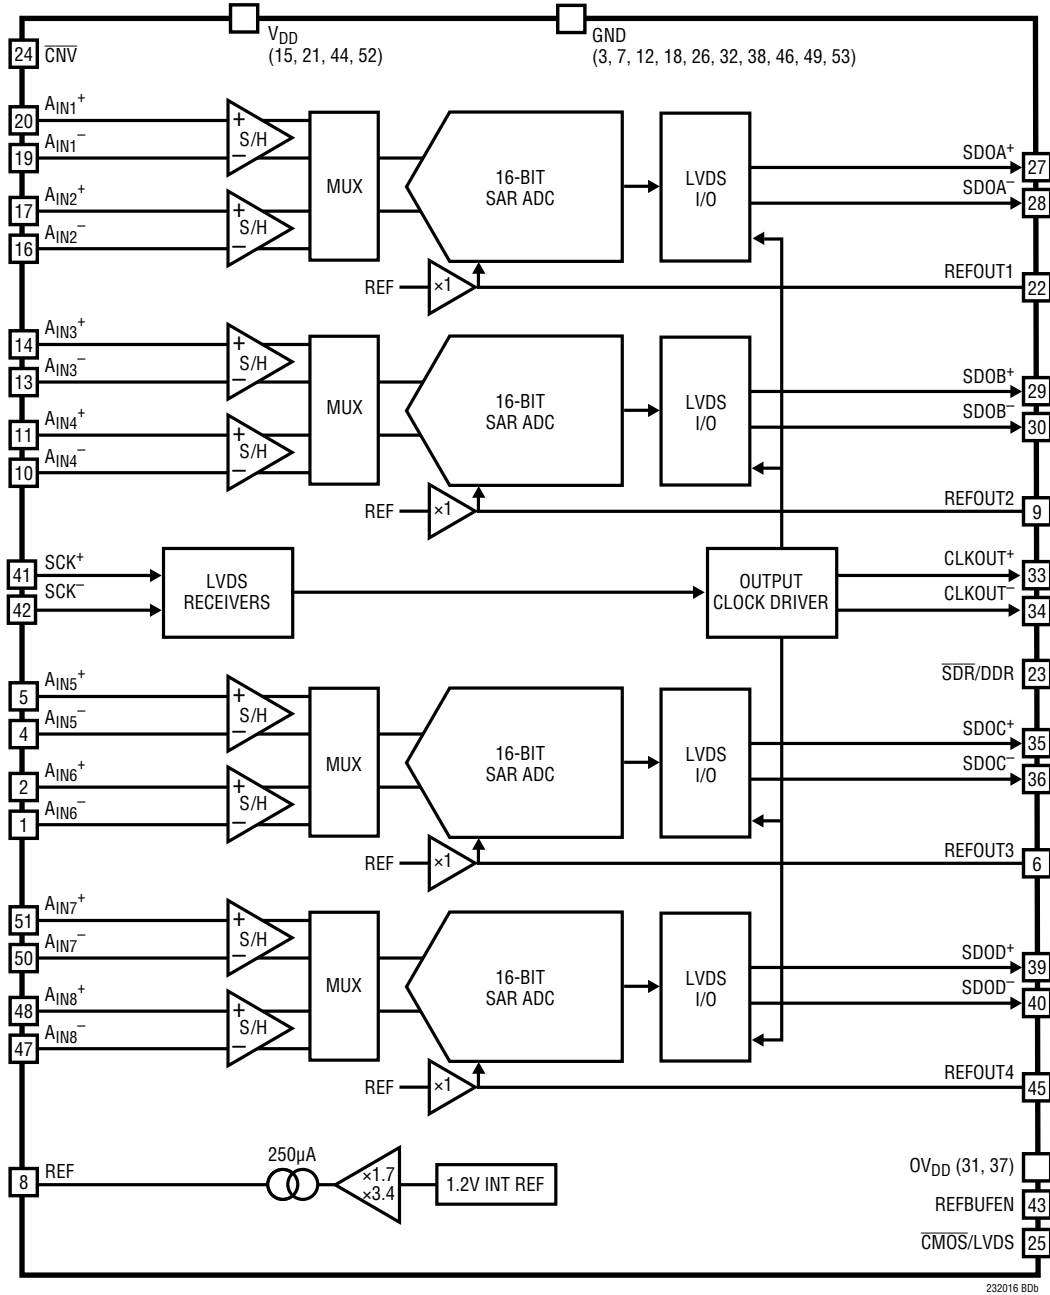 VDD
(15, 21, 44, 52)
GND
(3, 7, 12, 18, 26, 32, 38, 46, 49, 53)
24 C̅N̅V̅
20 AIN1+
19 AIN1–
17 AIN2+
16 AIN2–
+
S/H
–
+
S/H
–
MUX
16-BIT
SAR ADC
LVDS
I/O
SDOA+ 27
SDOA– 28
REF ×1
REFOUT1 22
14 AIN3+
13 AIN3–
11 AIN4+
10 AIN4–
+
S/H
–
+
S/H
–
MUX
16-BIT
SAR ADC
LVDS
I/O
SDOB+ 29
SDOB– 30
REF ×1
REFOUT2 9
41 SCK+
42 SCK–
LVDS
RECEIVERS
OUTPUT
CLOCK DRIVER
CLKOUT+ 33
CLKOUT– 34
S̅D̅R̅/DDR 23
5 AIN5+
4 AIN5–
2 AIN6+
1 AIN6–
+
S/H
–
+
S/H
–
MUX
16-BIT
SAR ADC
LVDS
I/O
SDOC+ 35
SDOC– 36
REF ×1
REFOUT3 6
51 AIN7+
50 AIN7–
48 AIN8+
47 AIN8–
+
S/H
–
+
S/H
–
MUX
16-BIT
SAR ADC
LVDS
I/O
SDOD+ 39
SDOD– 40
REF ×1
REFOUT4 45
8 REF
250µA
×1.7
×3.4
1.2V INT REF
OVDD (31, 37)
REFBUFEN 43
C̅M̅O̅S̅/LVDS 25
232016 BDb